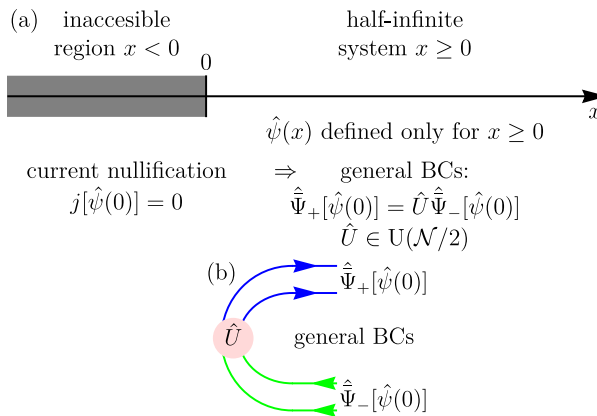 (a) inaccesible region x < 0
half-infinite system x ≥ 0
0
x
ψ̂(x) defined only for x ≥ 0
current nullification ⇒ general BCs:
j[ψ̂(0)] = 0
Ψ̄̂₊[ψ̂(0)] = ÛΨ̄̂₋[ψ̂(0)]
Û ∈ U(𝒩/2)
(b)
Ψ̄̂₊[ψ̂(0)]
Û general BCs
Ψ̄̂₋[ψ̂(0)]